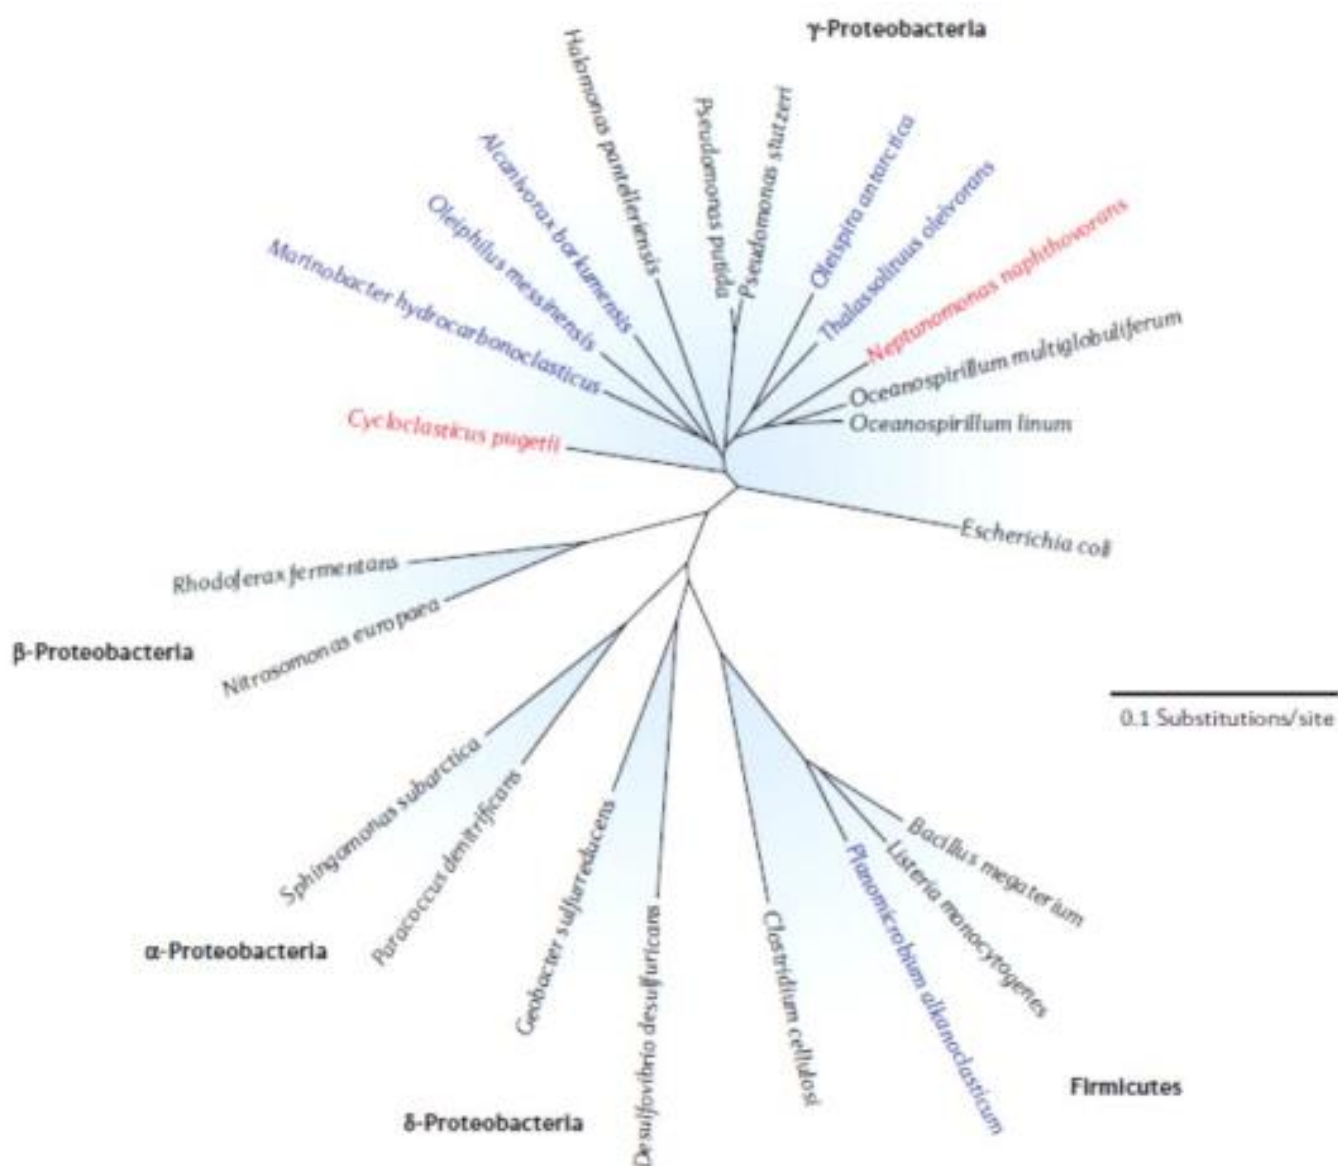 γ-Proteobacteria
Halomonas pantelleriensis
Pseudomonas putida
Pseudomonas stutzeri
Oleispira antarctica
Thalassolituus oleivorans
Neptunomonas naphthovorans
Oceanospirillum multiglobuliferum
Oceanospirillum linum
Escherichia coli
Alcanivorax borkumensis
Oleiphilus messinensis
Marinobacter hydrocarbonoclasticus
Cycloclasticus pugetii
Rhodoferax fermentans
Nitrosomonas europaea
β-Proteobacteria
Sphingomonas subarctica
Paracoccus denitrificans
α-Proteobacteria
Geobacter sulfurreducens
Desulfovibrio desulfuricans
δ-Proteobacteria
Clostridium cellulosi
Planomicrobium alkanoclasticum
Listeria monocytogenes
Bacillus megaterium
Firmicutes
0.1 Substitutions/site